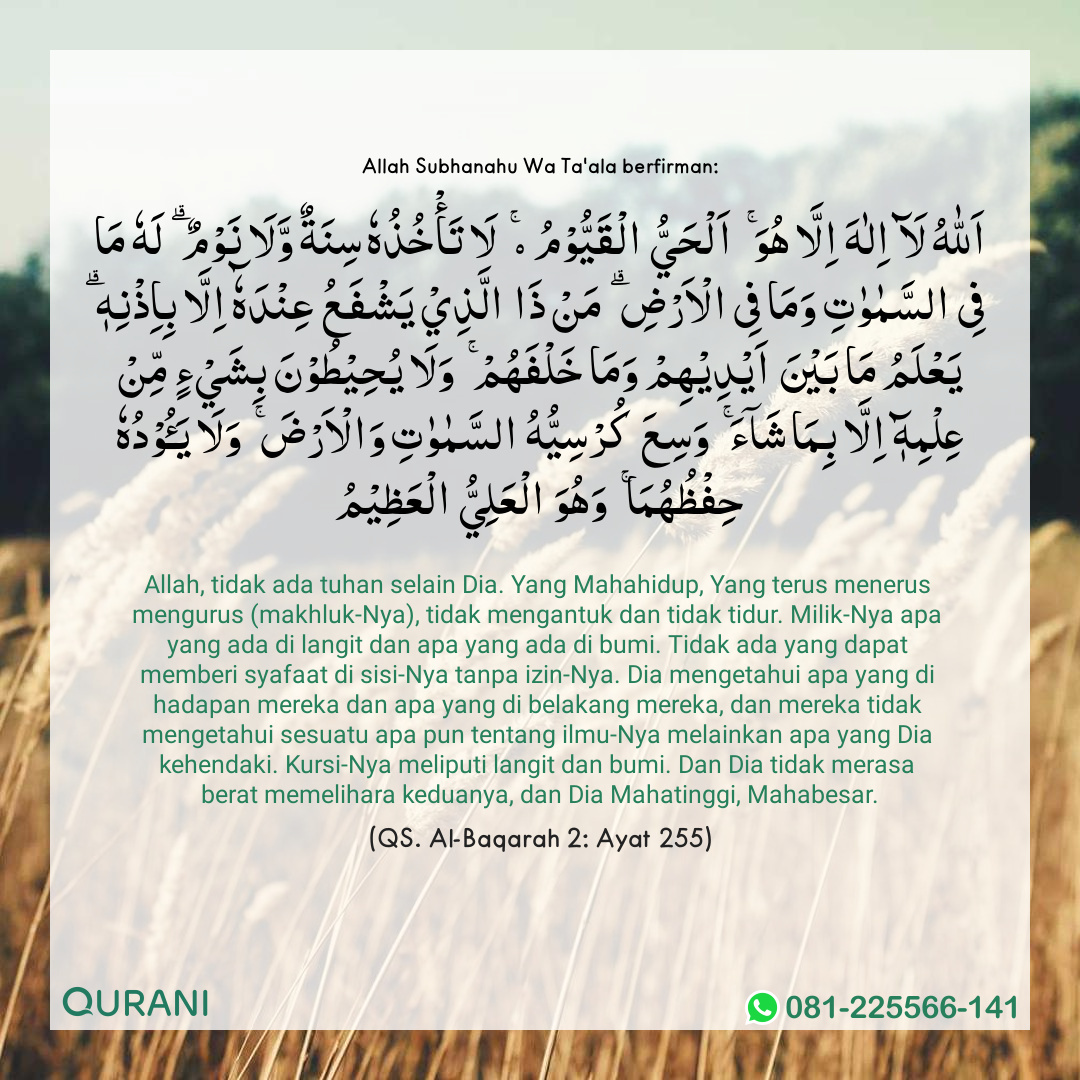 Allah Subhanahu Wa Ta'ala berfirman:
اَللّٰهُ لَاۤ اِلٰهَ اِلَّا هُوَ ۚ اَلْحَيُّ الْقَيُّوْمُ ۚ لَا تَأْخُذُهٗ سِنَةٌ وَّلَا نَوْمٌ ۗ لَهٗ مَا
فِى السَّمٰوٰتِ وَمَا فِى الْاَرْضِ ۗ مَنْ ذَا الَّذِيْ يَشْفَعُ عِنْدَهٗۤ اِلَّا بِاِذْنِهٖ ۗ
يَعْلَمُ مَا بَيْنَ اَيْدِيْهِمْ وَمَا خَلْفَهُمْ ۚ وَلَا يُحِيْطُوْنَ بِشَيْءٍ مِّنْ
عِلْمِهٖۤ اِلَّا بِمَا شَآءَ ۚ وَسِعَ كُرْسِيُّهُ السَّمٰوٰتِ وَالْاَرْضَ ۚ وَلَا يَــئُوْدُهٗ
حِفْظُهُمَا ۚ وَهُوَ الْعَلِيُّ الْعَظِيْمُ
Allah, tidak ada tuhan selain Dia. Yang Mahahidup, Yang terus menerus
mengurus (makhluk-Nya), tidak mengantuk dan tidak tidur. Milik-Nya apa
yang ada di langit dan apa yang ada di bumi. Tidak ada yang dapat
memberi syafaat di sisi-Nya tanpa izin-Nya. Dia mengetahui apa yang di
hadapan mereka dan apa yang di belakang mereka, dan mereka tidak
mengetahui sesuatu apa pun tentang ilmu-Nya melainkan apa yang Dia
kehendaki. Kursi-Nya meliputi langit dan bumi. Dan Dia tidak merasa
berat memelihara keduanya, dan Dia Mahatinggi, Mahabesar.
(QS. Al-Baqarah 2: Ayat 255)
QURANI
081-225566-141